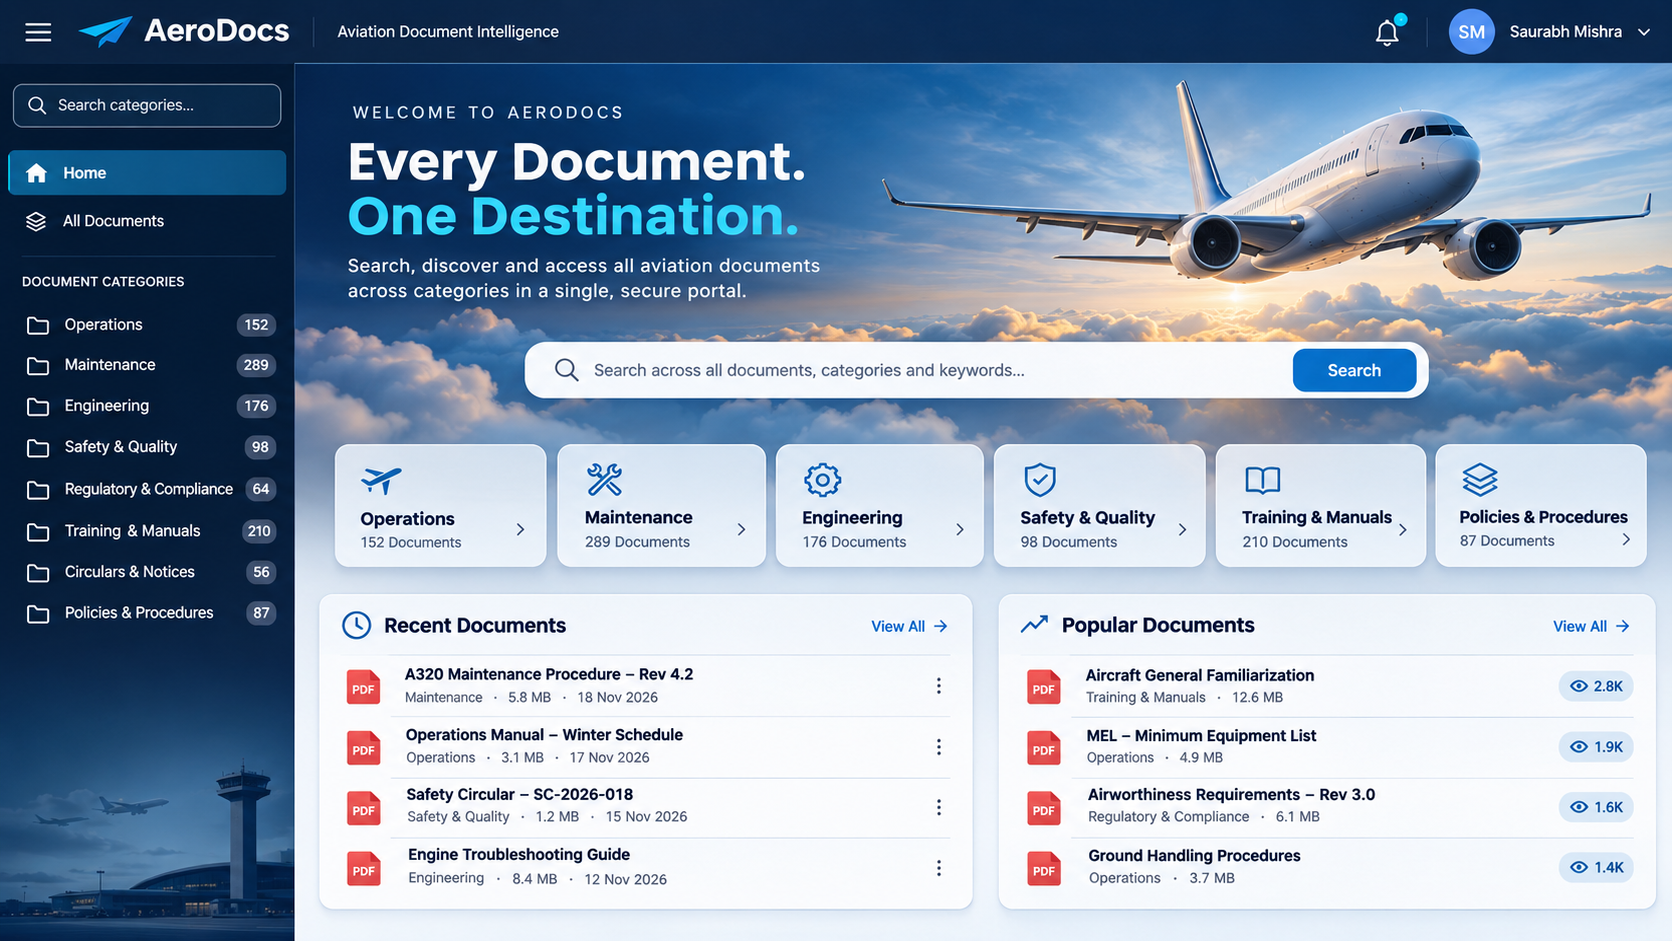 AeroDocs
Aviation Document Intelligence
SM
Saurabh Mishra
Search categories...
Home
All Documents
DOCUMENT CATEGORIES
Operations 152
Maintenance 289
Engineering 176
Safety & Quality 98
Regulatory & Compliance 64
Training & Manuals 210
Circulars & Notices 56
Policies & Procedures 87
WELCOME TO AERODOCS
Every Document.
One Destination.
Search, discover and access all aviation documents
across categories in a single, secure portal.
Search across all documents, categories and keywords... Search
Operations
152 Documents
Maintenance
289 Documents
Engineering
176 Documents
Safety & Quality
98 Documents
Training & Manuals
210 Documents
Policies & Procedures
87 Documents
Recent Documents View All
PDF
A320 Maintenance Procedure – Rev 4.2
Maintenance · 5.8 MB · 18 Nov 2026
PDF
Operations Manual – Winter Schedule
Operations · 3.1 MB · 17 Nov 2026
PDF
Safety Circular – SC-2026-018
Safety & Quality · 1.2 MB · 15 Nov 2026
PDF
Engine Troubleshooting Guide
Engineering · 8.4 MB · 12 Nov 2026
Popular Documents View All
PDF
Aircraft General Familiarization
Training & Manuals · 12.6 MB
2.8K
PDF
MEL – Minimum Equipment List
Operations · 4.9 MB
1.9K
PDF
Airworthiness Requirements – Rev 3.0
Regulatory & Compliance · 6.1 MB
1.6K
PDF
Ground Handling Procedures
Operations · 3.7 MB
1.4K